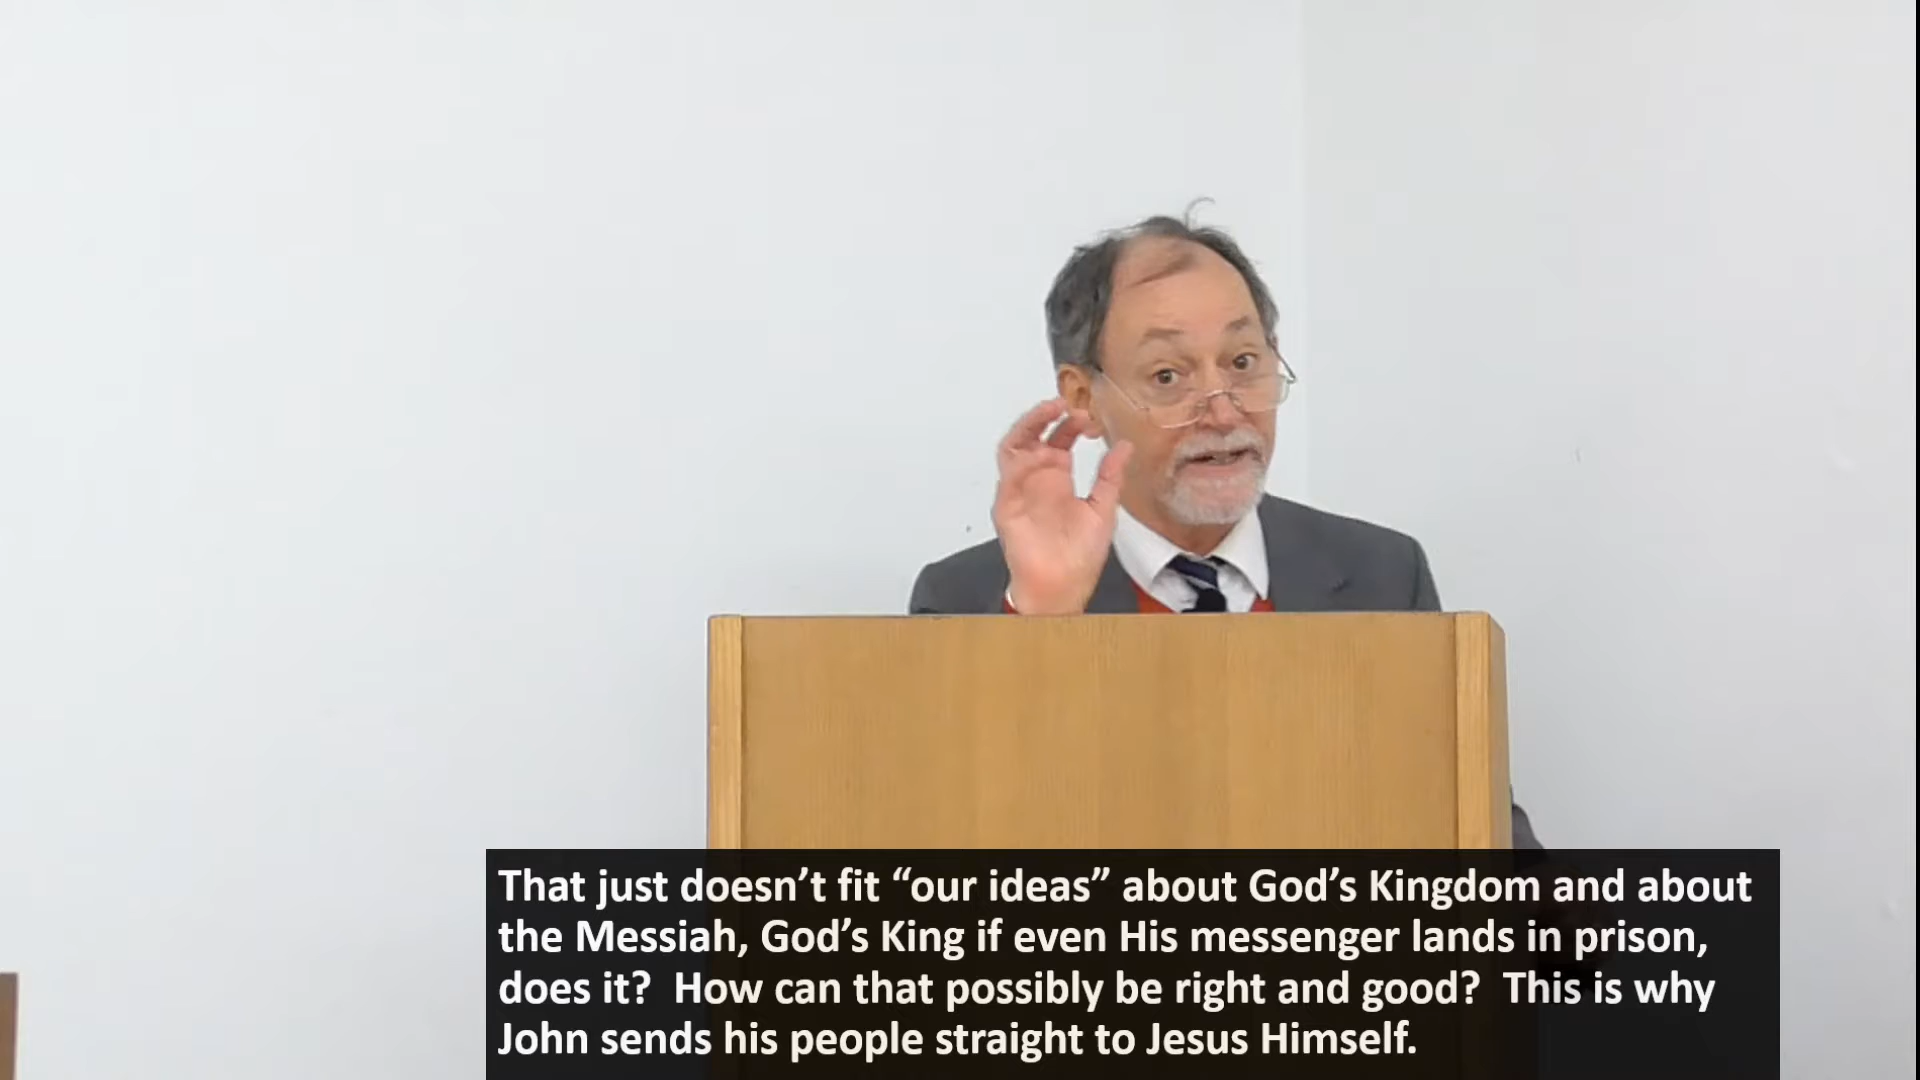 That just doesn’t fit “our ideas” about God’s Kingdom and about
the Messiah, God’s King if even His messenger lands in prison,
does it?  How can that possibly be right and good?  This is why
John sends his people straight to Jesus Himself.